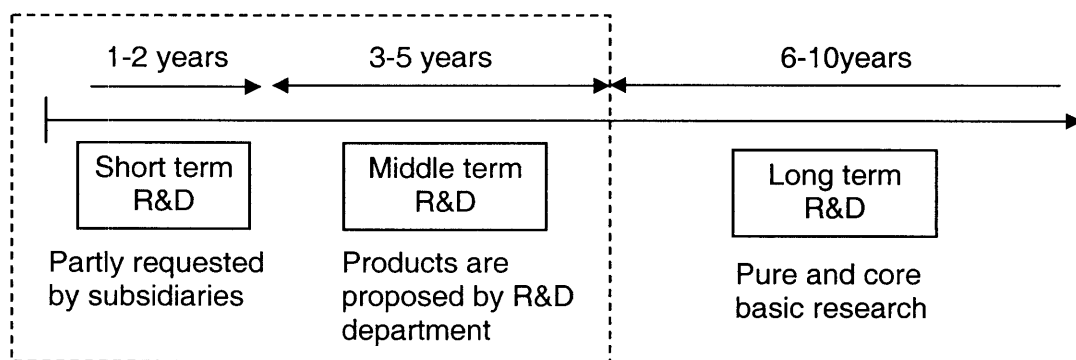 1-2 years
3-5 years
6-10years
Short term
R&D
Middle term
R&D
Long term
R&D
Partly requested
by subsidiaries
Products are
proposed by R&D
department
Pure and core
basic research